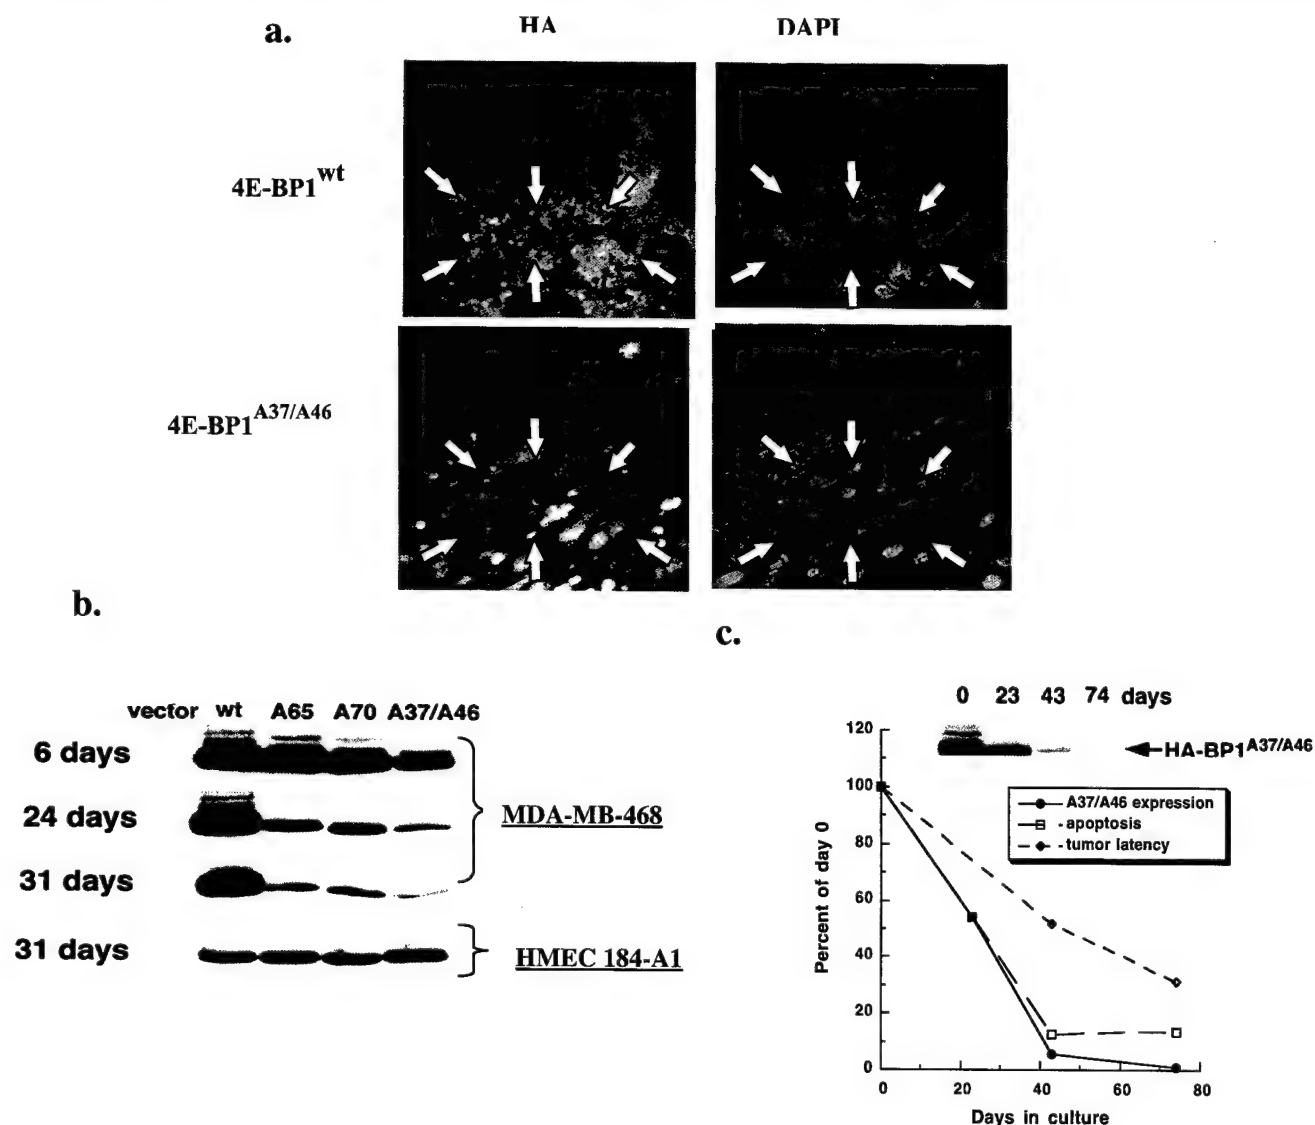 a.
HA
DAPI
4E-BP1wt
4E-BP1A37/A46
b.
vector wt A65 A70 A37/A46
6 days
24 days
31 days
MDA-MB-468
31 days
HMEC 184-A1
c.
0 23 43 74 days
HA-BP1A37/A46
A37/A46 expression
apoptosis
tumor latency
Percent of day 0
120
100
80
60
40
20
0
0 20 40 60 80
Days in culture